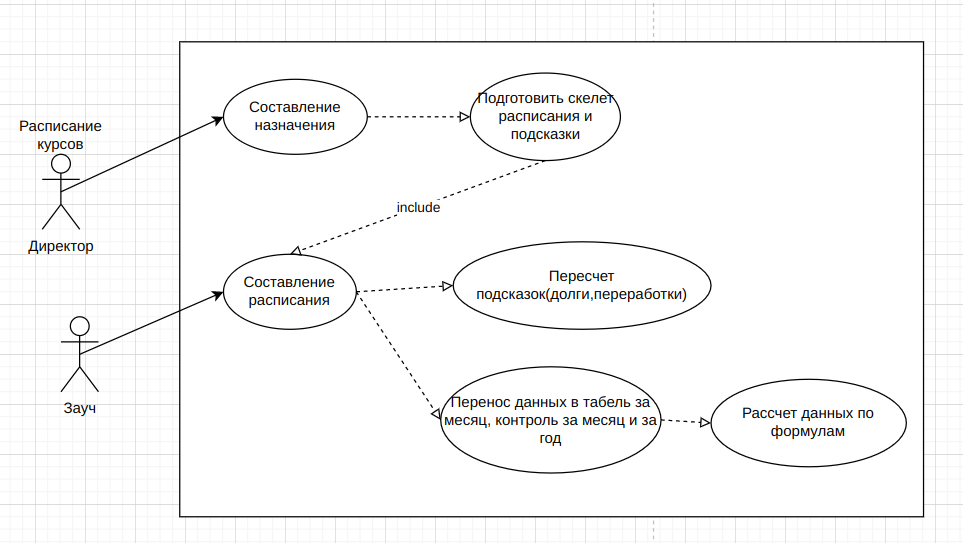 Расписание
курсов
Директор
Зауч
Составление
назначения
Подготовить скелет
расписания и
подсказки
include
Составление
расписания
Пересчет
подсказок(долги,переработки)
Перенос данных в табель за
месяц, контроль за месяц и за
год
Рассчет данных по
формулам